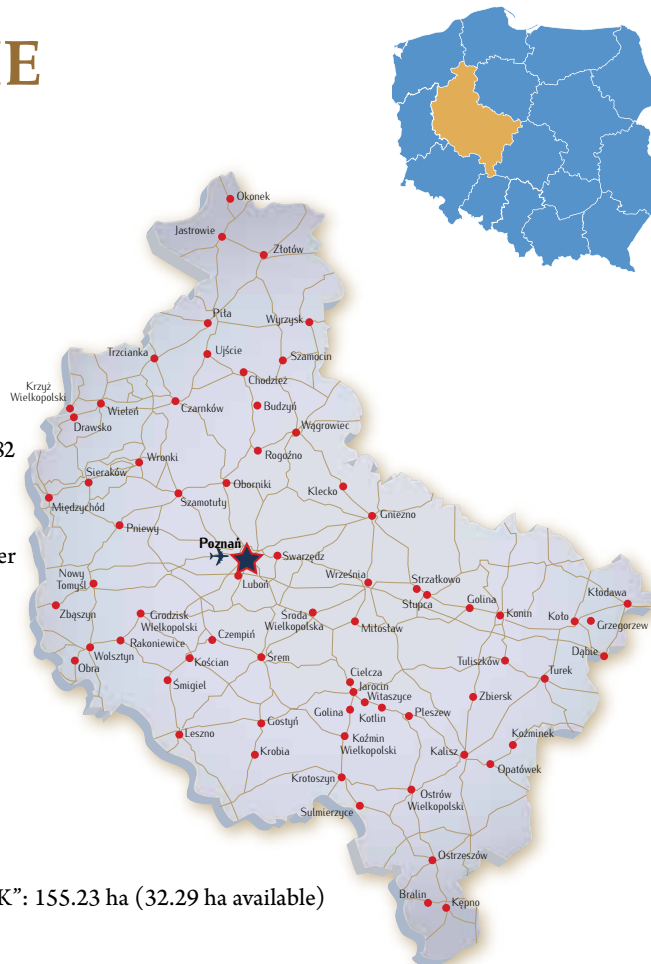 IE
Okonek
Jastrowie
Złotów
Piła
Wyrzysk
Trzcianka
Ujście
Szamocin
Chodzież
Krzyż
Wielkopolski
Wieleń
Czarnków
Budzyń
Drawsko
Wągrowiec
32
Wronki
Rogoźno
Sieraków
Oborniki
Klecko
Międzychód
Szamotuły
Gniezno
Pniewy
Poznań
er
Swarzędz
Nowy
Tomyśl
Luboń
Września
Strzałkowo
Kłodawa
Słupca
Golina
Konin
Koło
Zbąszyn
Grodzisk
Wielkopolski
Środa
Wielkopolska
Miłosław
Grzegorzew
Rakoniewice
Czempiń
Wolsztyn
Kościan
Śrem
Dąbie
Obra
Tuliszków
Turek
Śmigiel
Cielcza
Jarocin
Witaszyce
Zbiersk
Golina
Kotlin
Pleszew
Gostyń
Leszno
Koźmin
Wielkopolski
Koźminek
Krobia
Kalisz
Opatówek
Krotoszyn
Ostrów
Wielkopolski
Sulmierzyce
Ostrzeszów
K”: 155.23 ha (32.29 ha available)
Bralin
Kępno